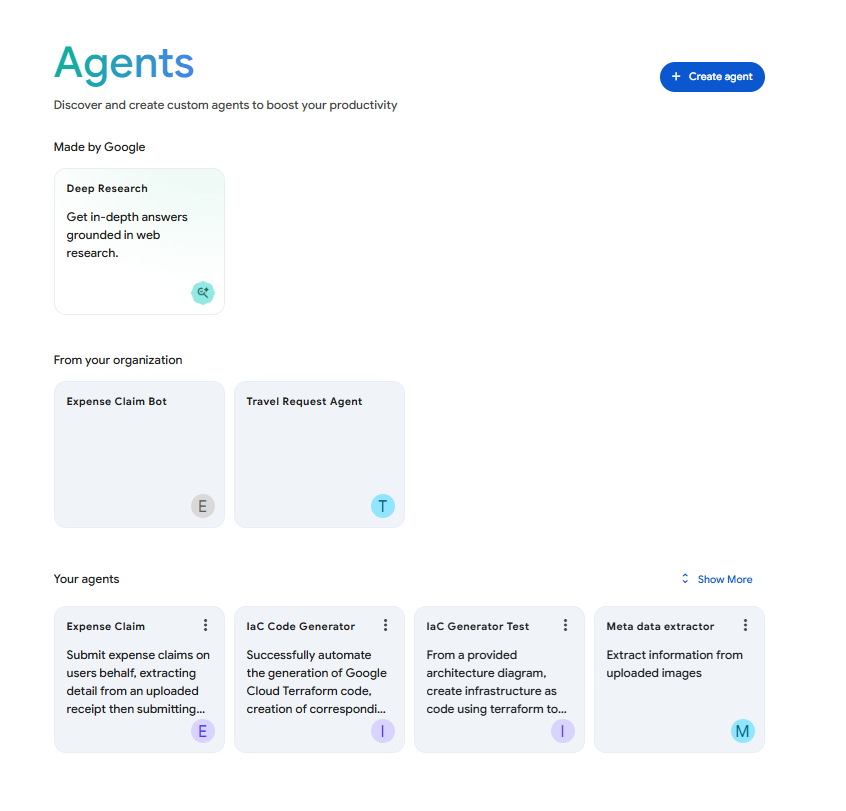 Agents
+ Create agent
Discover and create custom agents to boost your productivity
Made by Google
Deep Research
Get in-depth answers
grounded in web
research.
From your organization
Expense Claim Bot
E
Travel Request Agent
T
Your agents
Show More
Expense Claim
Submit expense claims on
users behalf, extracting
detail from an uploaded
receipt then submitting...
E
IaC Code Generator
Successfully automate
the generation of Google
Cloud Terraform code,
creation of correspondi...
I
IaC Generator Test
From a provided
architecture diagram,
create infrastructure as
code using terraform to...
I
Meta data extractor
Extract information from
uploaded images
M